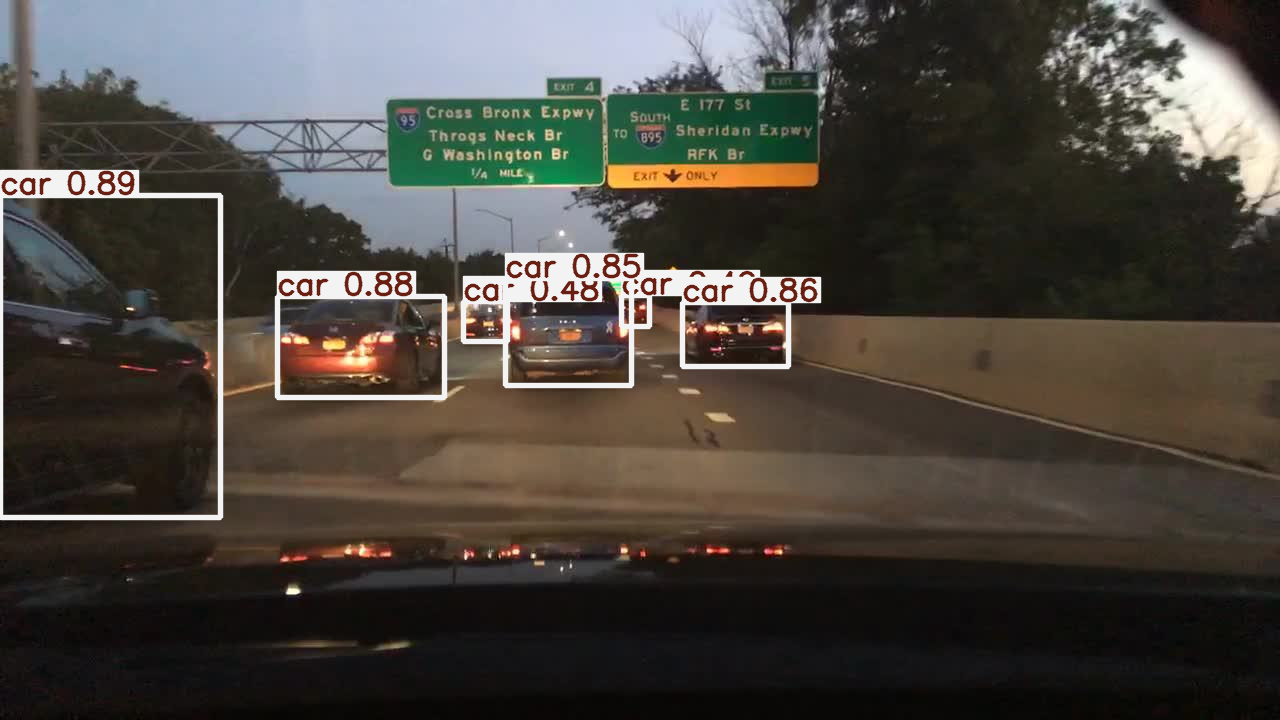 EXIT 4
95 Cross Bronx Expwy
Throgs Neck Br
G Washington Br
1/4 MILE
EXIT 5
E 177 St
SOUTH
TO 895 Sheridan Expwy
RFK Br
EXIT ONLY
car 0.89
car 0.88
car 0.85
0.48
car
car 0.86